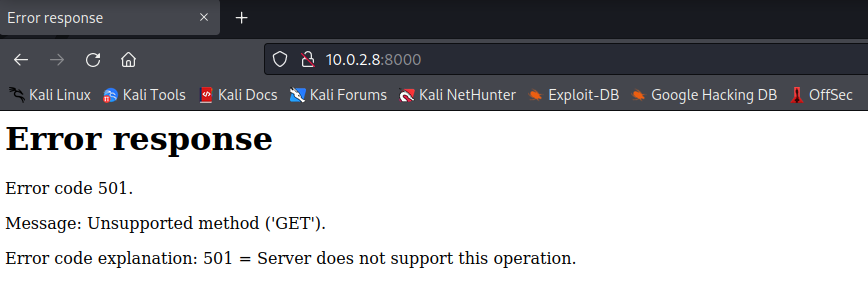 Error response
10.0.2.8:8000
Kali Linux Kali Tools Kali Docs Kali Forums Kali NetHunter Exploit-DB Google Hacking DB OffSec
Error response
Error code 501.
Message: Unsupported method ('GET').
Error code explanation: 501 = Server does not support this operation.